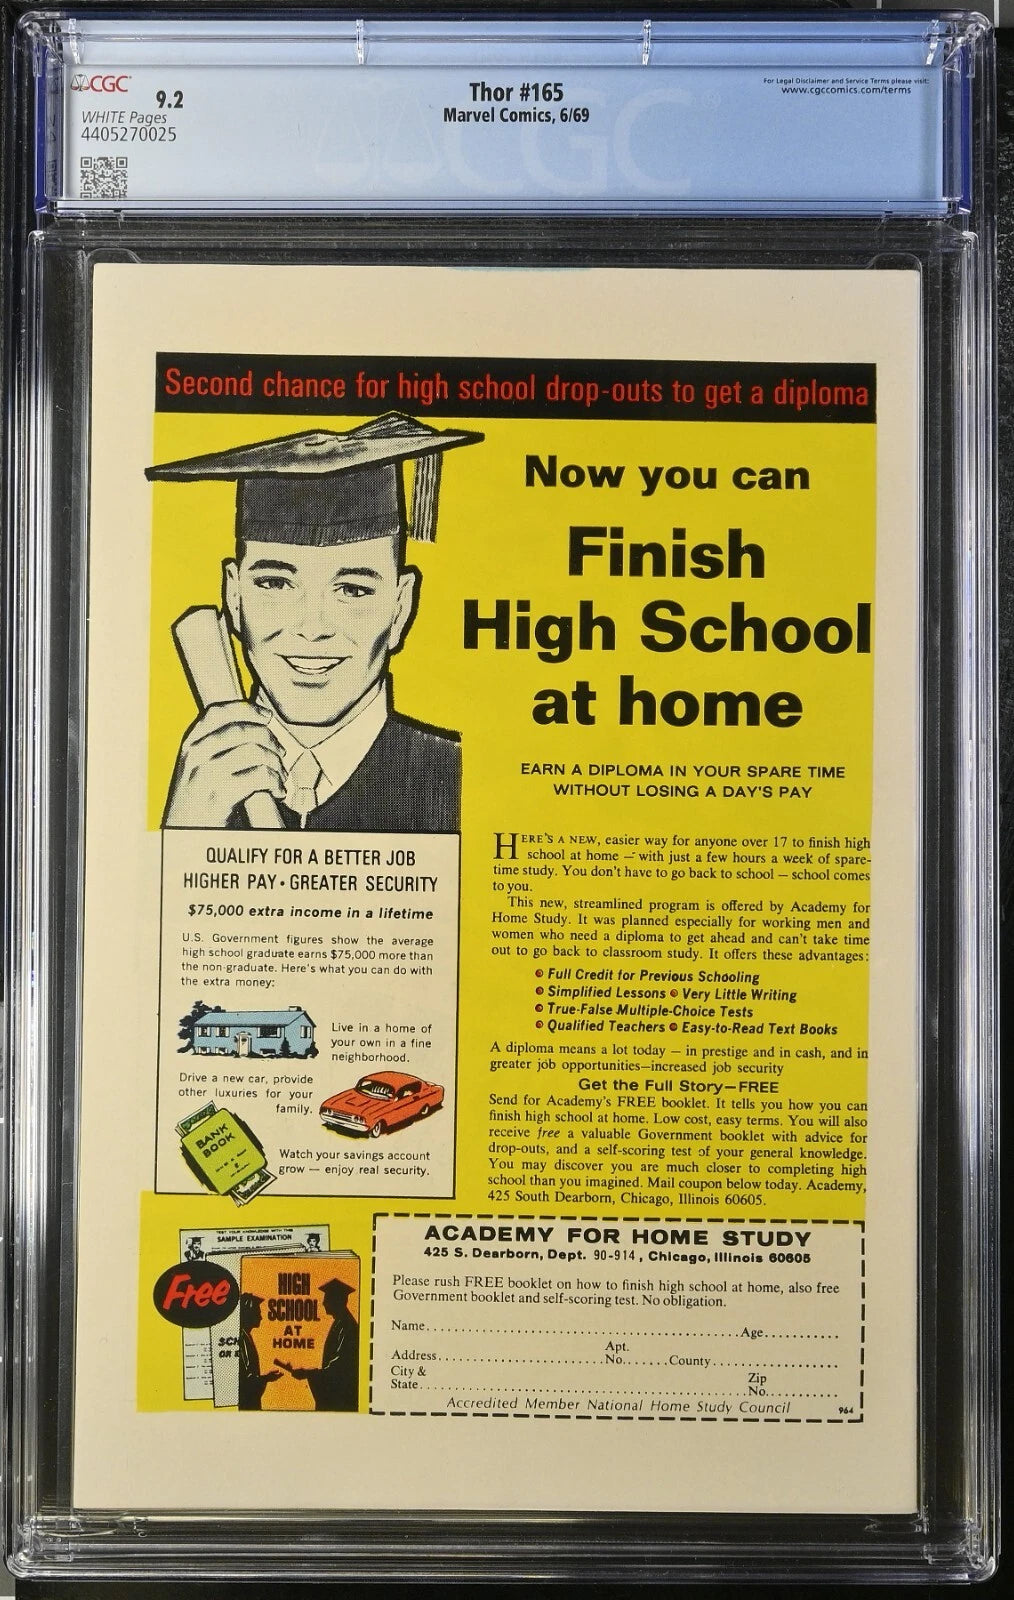 CGC
9.2
WHITE Pages
4405270025
Thor #165
Marvel Comics, 6/69
For Legal Disclaimer and Service Terms please visit:
www.cgccomics.com/terms
CGC
Second chance for high school drop-outs to get a diploma
Now you can
Finish
High School
at home
EARN A DIPLOMA IN YOUR SPARE TIME
WITHOUT LOSING A DAY'S PAY
HERE'S A NEW, easier way for anyone over 17 to finish high
school at home — with just a few hours a week of spare-
time study. You don't have to go back to school – school comes
to you.
This new, streamlined program is offered by Academy for
Home Study. It was planned especially for working men and
women who need a diploma to get ahead and can't take time
out to go back to classroom study. It offers these advantages:
• Full Credit for Previous Schooling
• Simplified Lessons • Very Little Writing
• True-False Multiple-Choice Tests
• Qualified Teachers • Easy-to-Read Text Books
A diploma means a lot today – in prestige and in cash, and in
greater job opportunities—increased job security
Get the Full Story—FREE
Send for Academy's FREE booklet. It tells you how you can
finish high school at home. Low cost, easy terms. You will also
receive free a valuable Government booklet with advice for
drop-outs, and a self-scoring test of your general knowledge.
You may discover you are much closer to completing high
school than you imagined. Mail coupon below today. Academy,
425 South Dearborn, Chicago, Illinois 60605.
QUALIFY FOR A BETTER JOB
HIGHER PAY • GREATER SECURITY
$75,000 extra income in a lifetime
U.S. Government figures show the average
high school graduate earns $75,000 more than
the non-graduate. Here's what you can do with
the extra money:
Live in a home of
your own in a fine
neighborhood.
Drive a new car, provide
other luxuries for your
family.
BANK
BOOK
Watch your savings account
grow — enjoy real security.
TEST YOUR KNOWLEDGE WITH THIS
SAMPLE EXAMINATION
Free
HIGH
SCHOOL
AT
HOME
ACADEMY FOR HOME STUDY
425 S. Dearborn, Dept. 90-914, Chicago, Illinois 60605
Please rush FREE booklet on how to finish high school at home, also free
Government booklet and self-scoring test. No obligation.
Name.......... Age..........
Address.......... Apt. No....... County..........
City &
State.......... Zip No..........
Accredited Member National Home Study Council
964